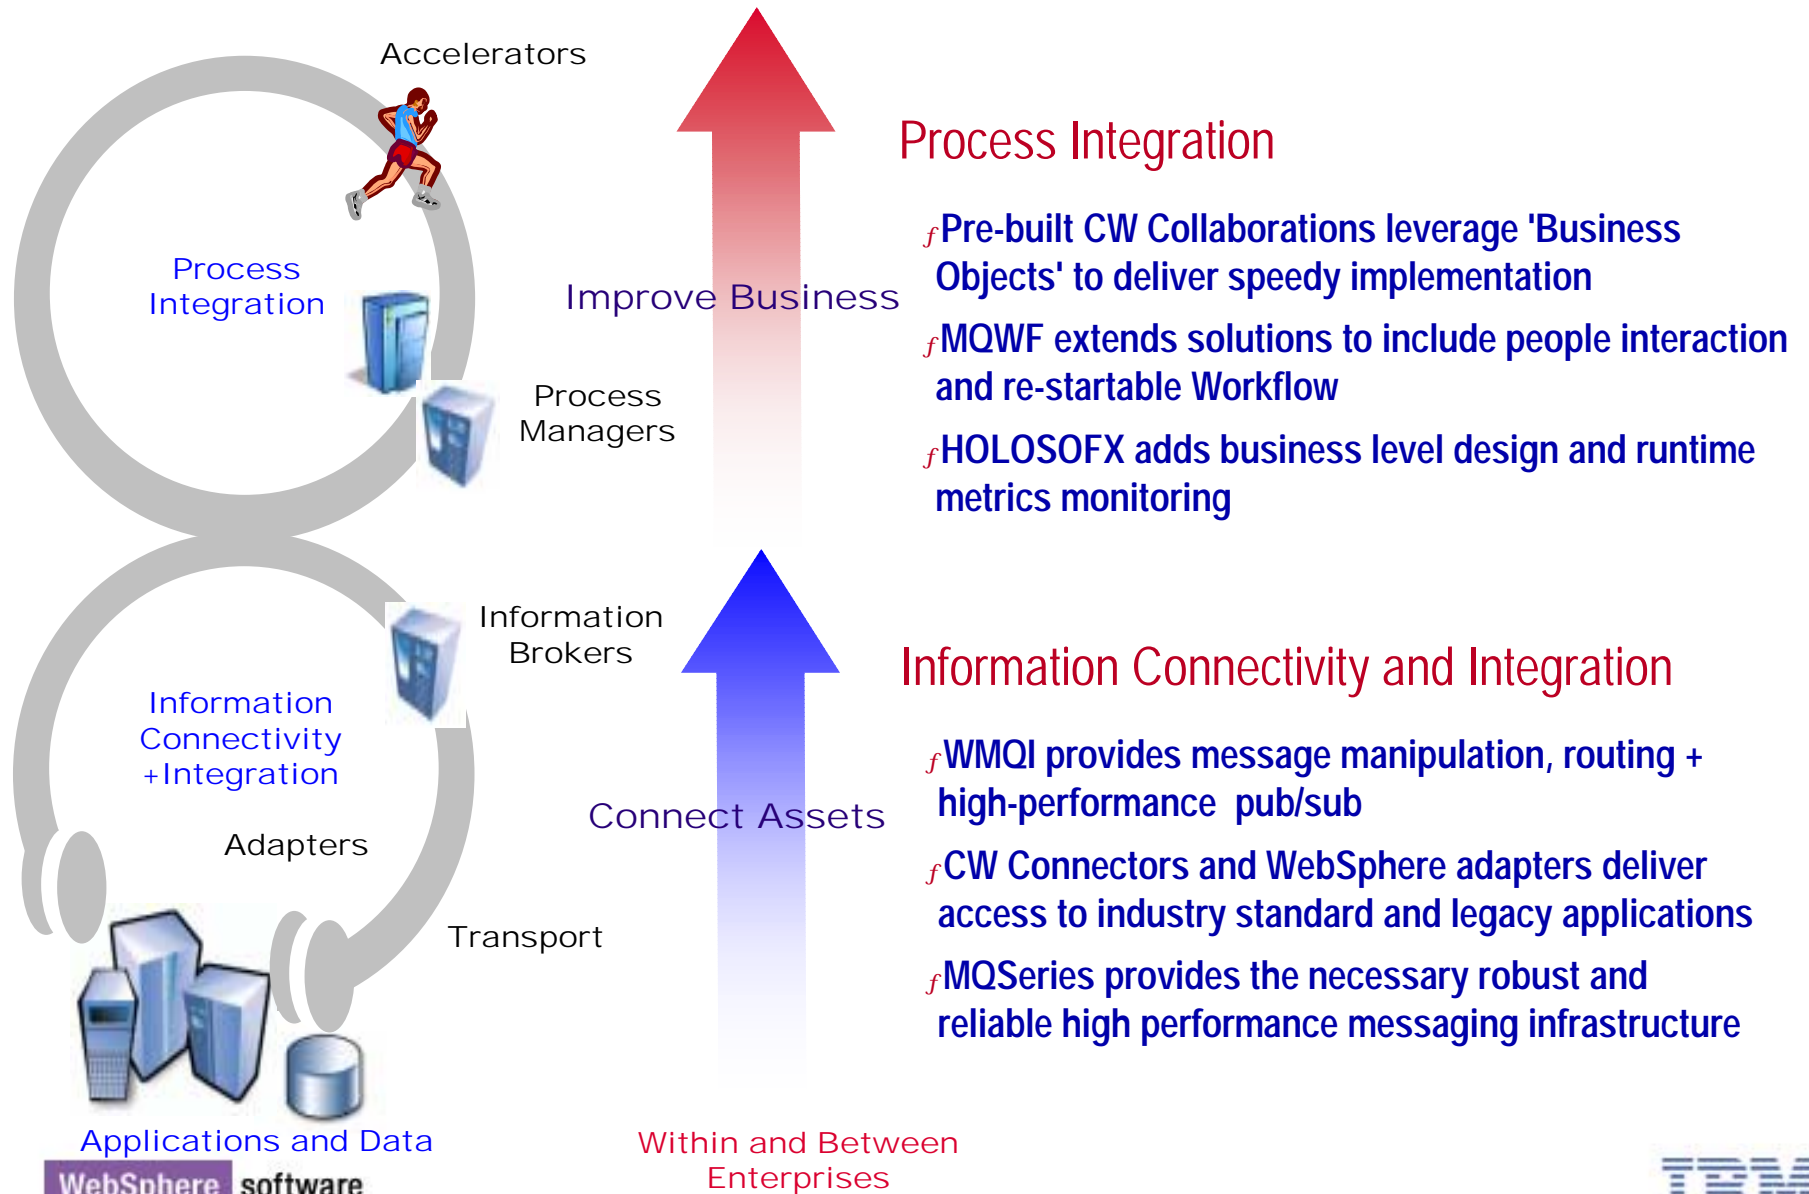 Accelerators
Process
Integration
Process
Managers
Information
Brokers
Information
Connectivity
+Integration
Adapters
Transport
Applications and Data
WebSphere software
Improve Business
Connect Assets
Within and Between
Enterprises
Process Integration
ƒPre-built CW Collaborations leverage 'Business
Objects' to deliver speedy implementation
ƒMQWF extends solutions to include people interaction
and re-startable Workflow
ƒHOLOSOFX adds business level design and runtime
metrics monitoring
Information Connectivity and Integration
ƒWMQI provides message manipulation, routing +
high-performance pub/sub
ƒCW Connectors and WebSphere adapters deliver
access to industry standard and legacy applications
ƒMQSeries provides the necessary robust and
reliable high performance messaging infrastructure
IBM